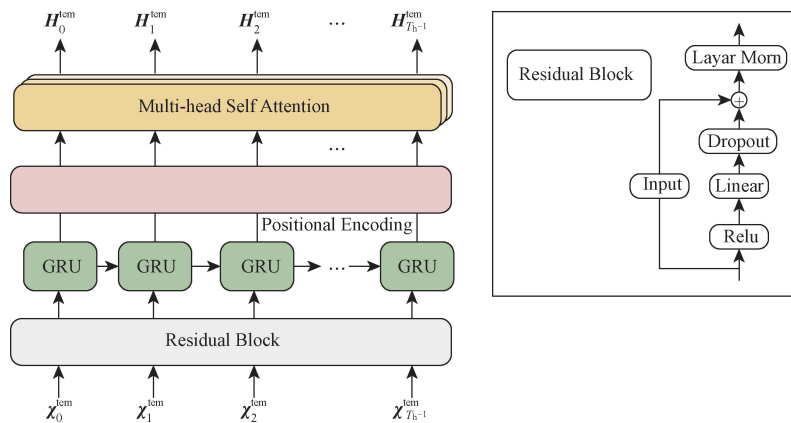 H_0^tem H_1^tem H_2^tem ... H_{T_h-1}^tem
Multi-head Self Attention
...
Positional Encoding
GRU GRU GRU ... GRU
Residual Block
χ_0^tem χ_1^tem χ_2^tem χ_{T_h-1}^tem
Residual Block
Layar Morn
+
Dropout
Input
Linear
Relu